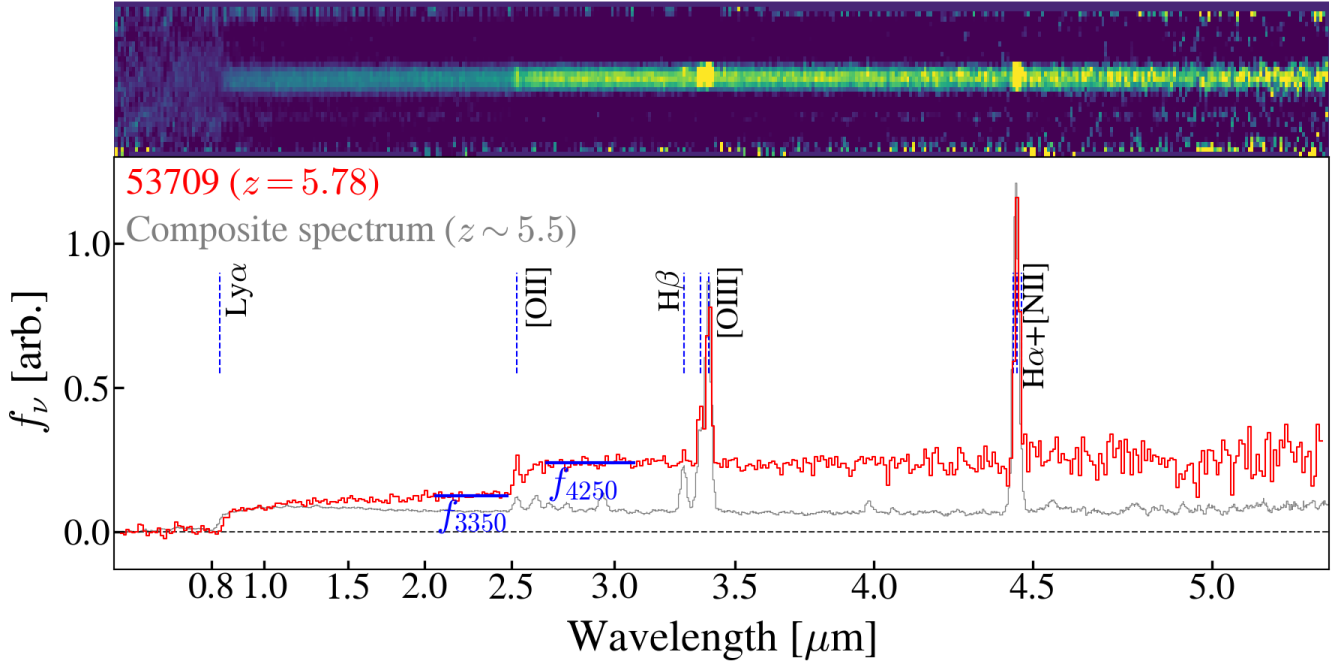 53709 (z = 5.78)
Composite spectrum (z ∼ 5.5)
Lyα
[OII]
Hβ
[OIII]
Hα+[NII]
f4250
f3350
fν [arb.]
1.0
0.5
0.0
0.8 1.0 1.5 2.0 2.5 3.0 3.5 4.0 4.5 5.0
Wavelength [μm]